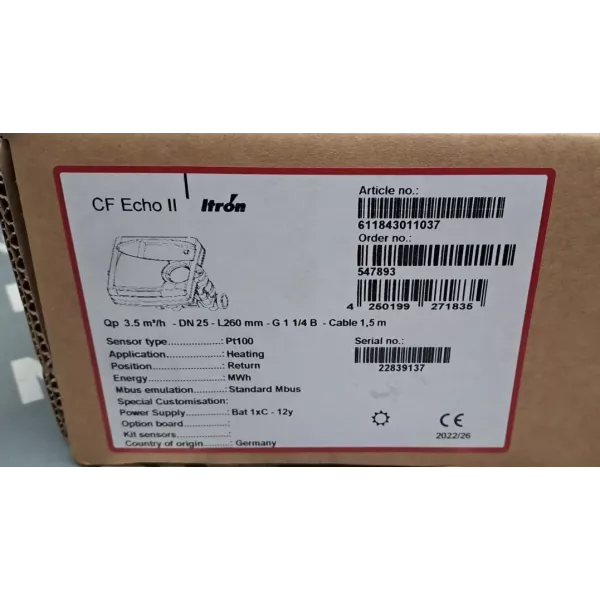 CF Echo II
Itron
Article no.:
611843011037
Order no.:
547893
4 250199 271835
Qp 3.5 m³/h - DN 25 - L260 mm - G 1 1/4 B - Cable 1,5 m
Sensor type....................: Pt100
Application.....................: Heating
Position..........................: Return
Energy...........................: MWh
Mbus emulation.............: Standard Mbus
Special Customisation:
Power Supply................: Bat 1xC - 12y
Option board.................:
Kit sensors....................:
Country of origin............: Germany
Serial no.:
22839137
CE
2022/26